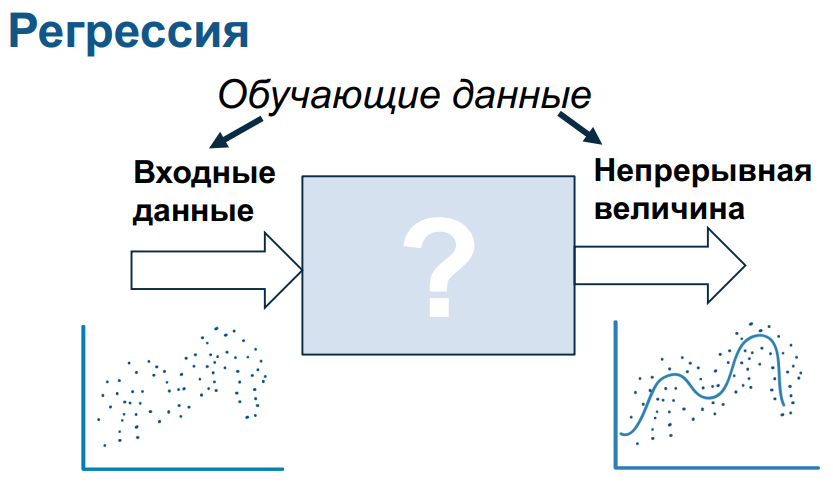 Регрессия
Обучающие данные
Входные
данные
Непрерывная
величина
?